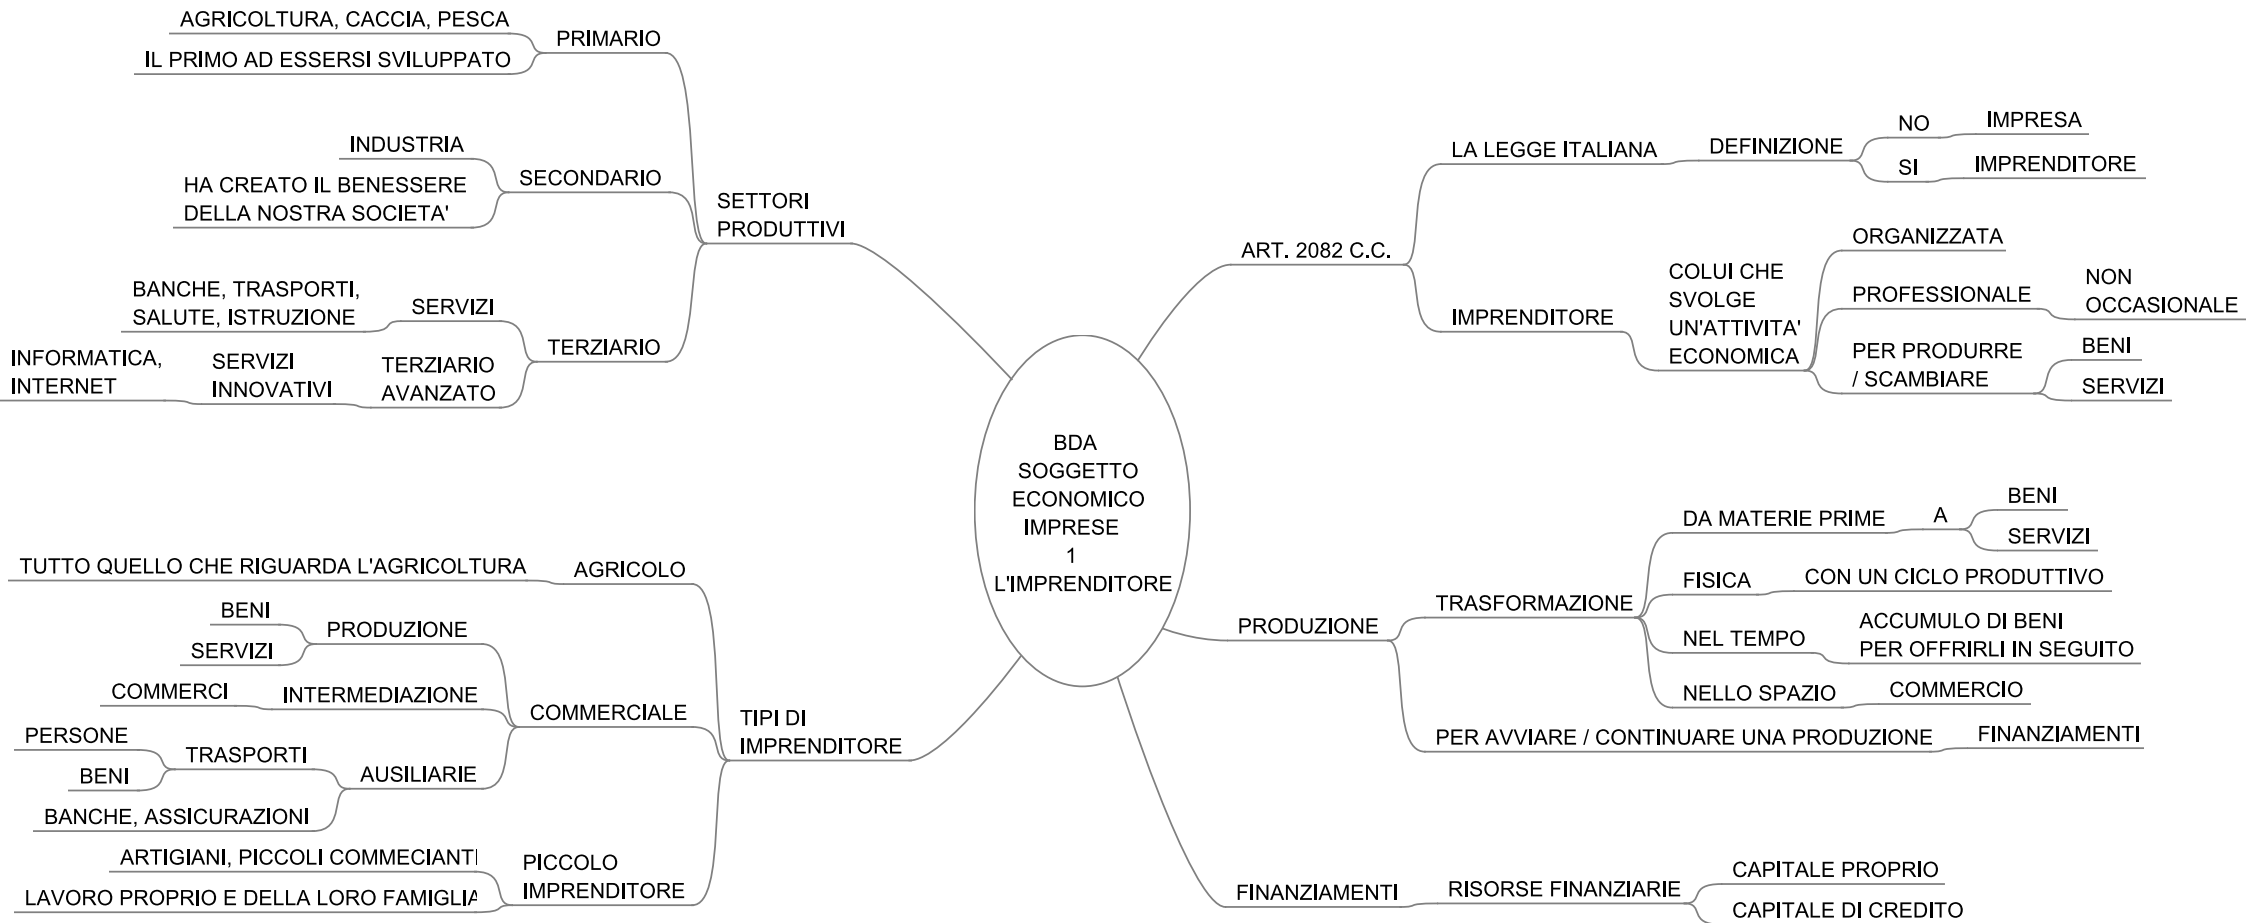 AGRICOLTURA, CACCIA, PESCA
IL PRIMO AD ESSERSI SVILUPPATO
PRIMARIO
INDUSTRIA
HA CREATO IL BENESSERE
DELLA NOSTRA SOCIETA'
SECONDARIO
BANCHE, TRASPORTI,
SALUTE, ISTRUZIONE
SERVIZI
INFORMATICA,
INTERNET
SERVIZI
INNOVATIVI
TERZIARIO
AVANZATO
TERZIARIO
SETTORI
PRODUTTIVI
TUTTO QUELLO CHE RIGUARDA L'AGRICOLTURA
AGRICOLO
BENI
SERVIZI
PRODUZIONE
COMMERCI
INTERMEDIAZIONE
PERSONE
BENI
TRASPORTI
BANCHE, ASSICURAZIONI
AUSILIARIE
COMMERCIALE
ARTIGIANI, PICCOLI COMMECIANTI
LAVORO PROPRIO E DELLA LORO FAMIGLIA
PICCOLO
IMPRENDITORE
TIPI DI
IMPRENDITORE
BDA
SOGGETTO
ECONOMICO
IMPRESE
1
L'IMPRENDITORE
ART. 2082 C.C.
LA LEGGE ITALIANA
DEFINIZIONE
NO
IMPRESA
SI
IMPRENDITORE
IMPRENDITORE
COLUI CHE
SVOLGE
UN'ATTIVITA'
ECONOMICA
ORGANIZZATA
PROFESSIONALE
NON
OCCASIONALE
PER PRODURRE
/ SCAMBIARE
BENI
SERVIZI
PRODUZIONE
TRASFORMAZIONE
DA MATERIE PRIME
A
BENI
SERVIZI
FISICA
CON UN CICLO PRODUTTIVO
NEL TEMPO
ACCUMULO DI BENI
PER OFFRIRLI IN SEGUITO
NELLO SPAZIO
COMMERCIO
PER AVVIARE / CONTINUARE UNA PRODUZIONE
FINANZIAMENTI
FINANZIAMENTI
RISORSE FINANZIARIE
CAPITALE PROPRIO
CAPITALE DI CREDITO